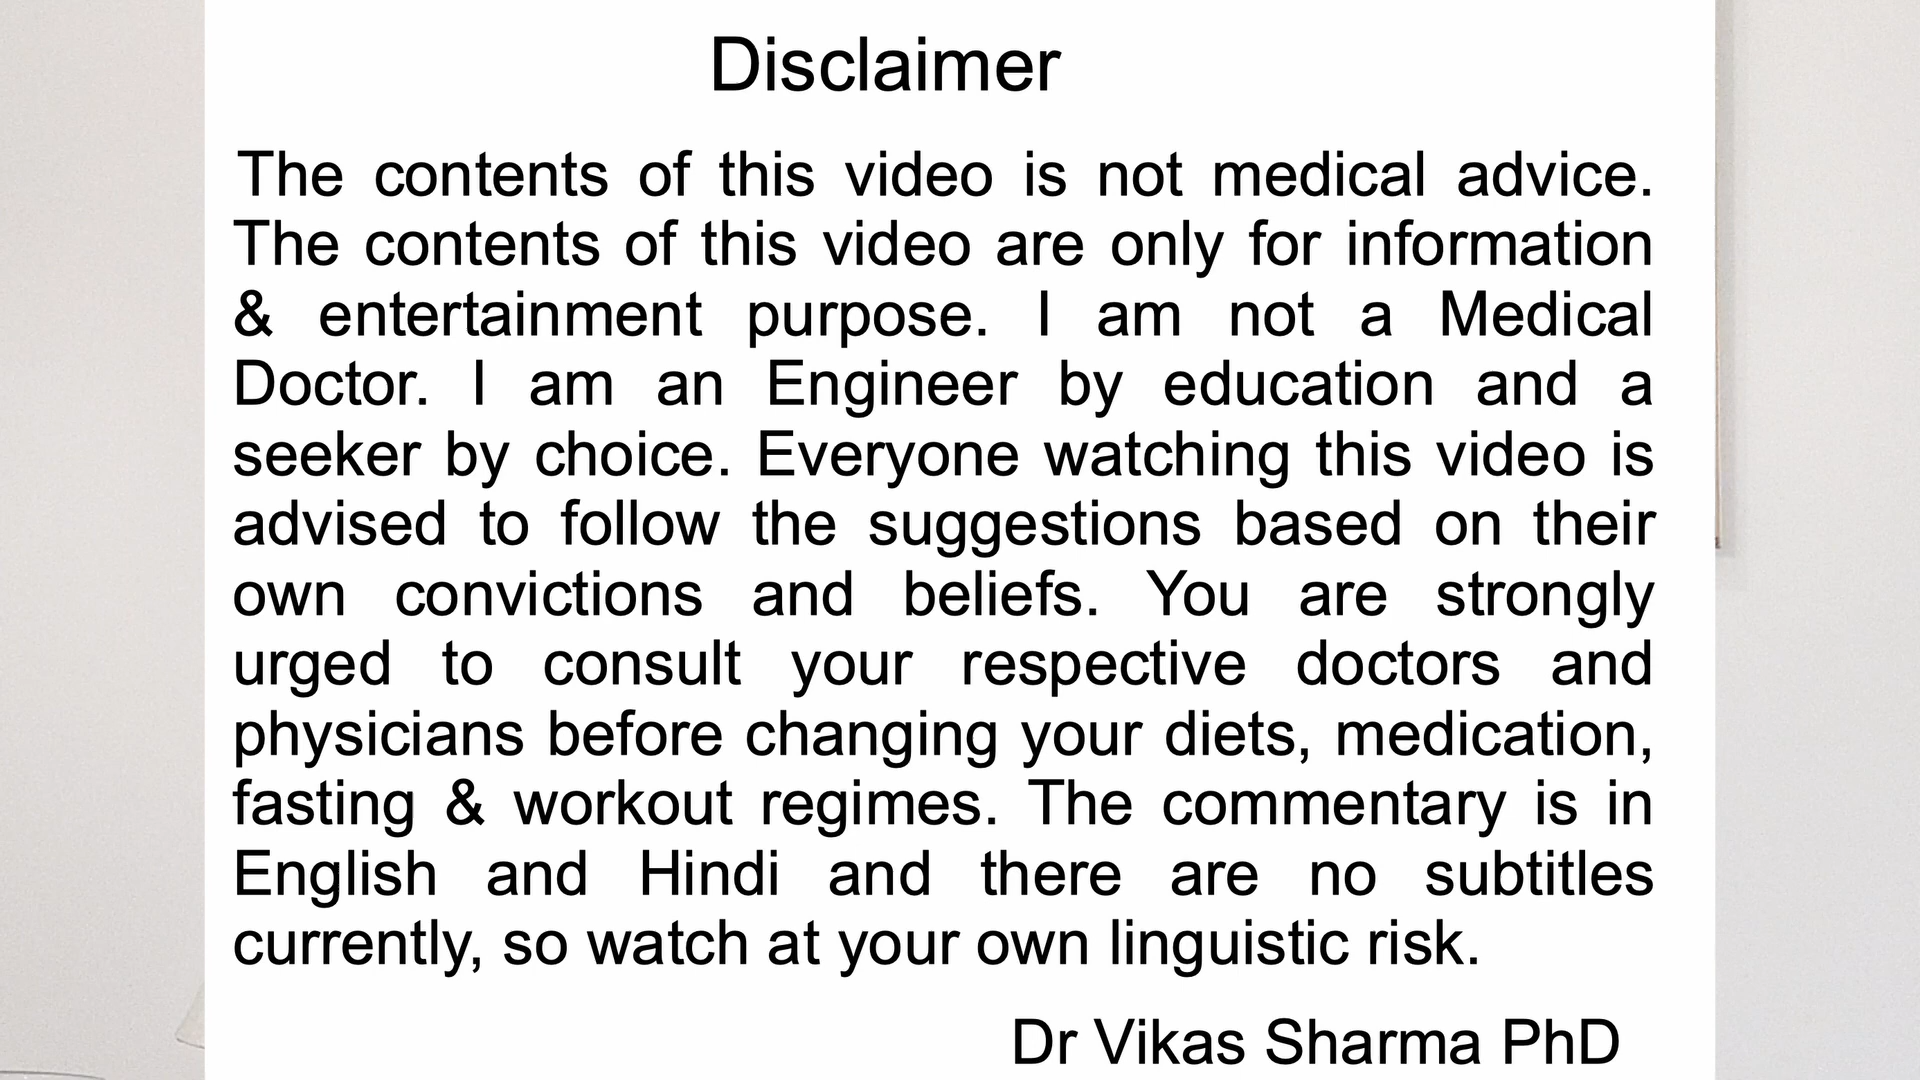 Disclaimer
The contents of this video is not medical advice.
The contents of this video are only for information
& entertainment purpose. I am not a Medical
Doctor. I am an Engineer by education and a
seeker by choice. Everyone watching this video is
advised to follow the suggestions based on their
own convictions and beliefs. You are strongly
urged to consult your respective doctors and
physicians before changing your diets, medication,
fasting & workout regimes. The commentary is in
English and Hindi and there are no subtitles
currently, so watch at your own linguistic risk.
Dr Vikas Sharma PhD